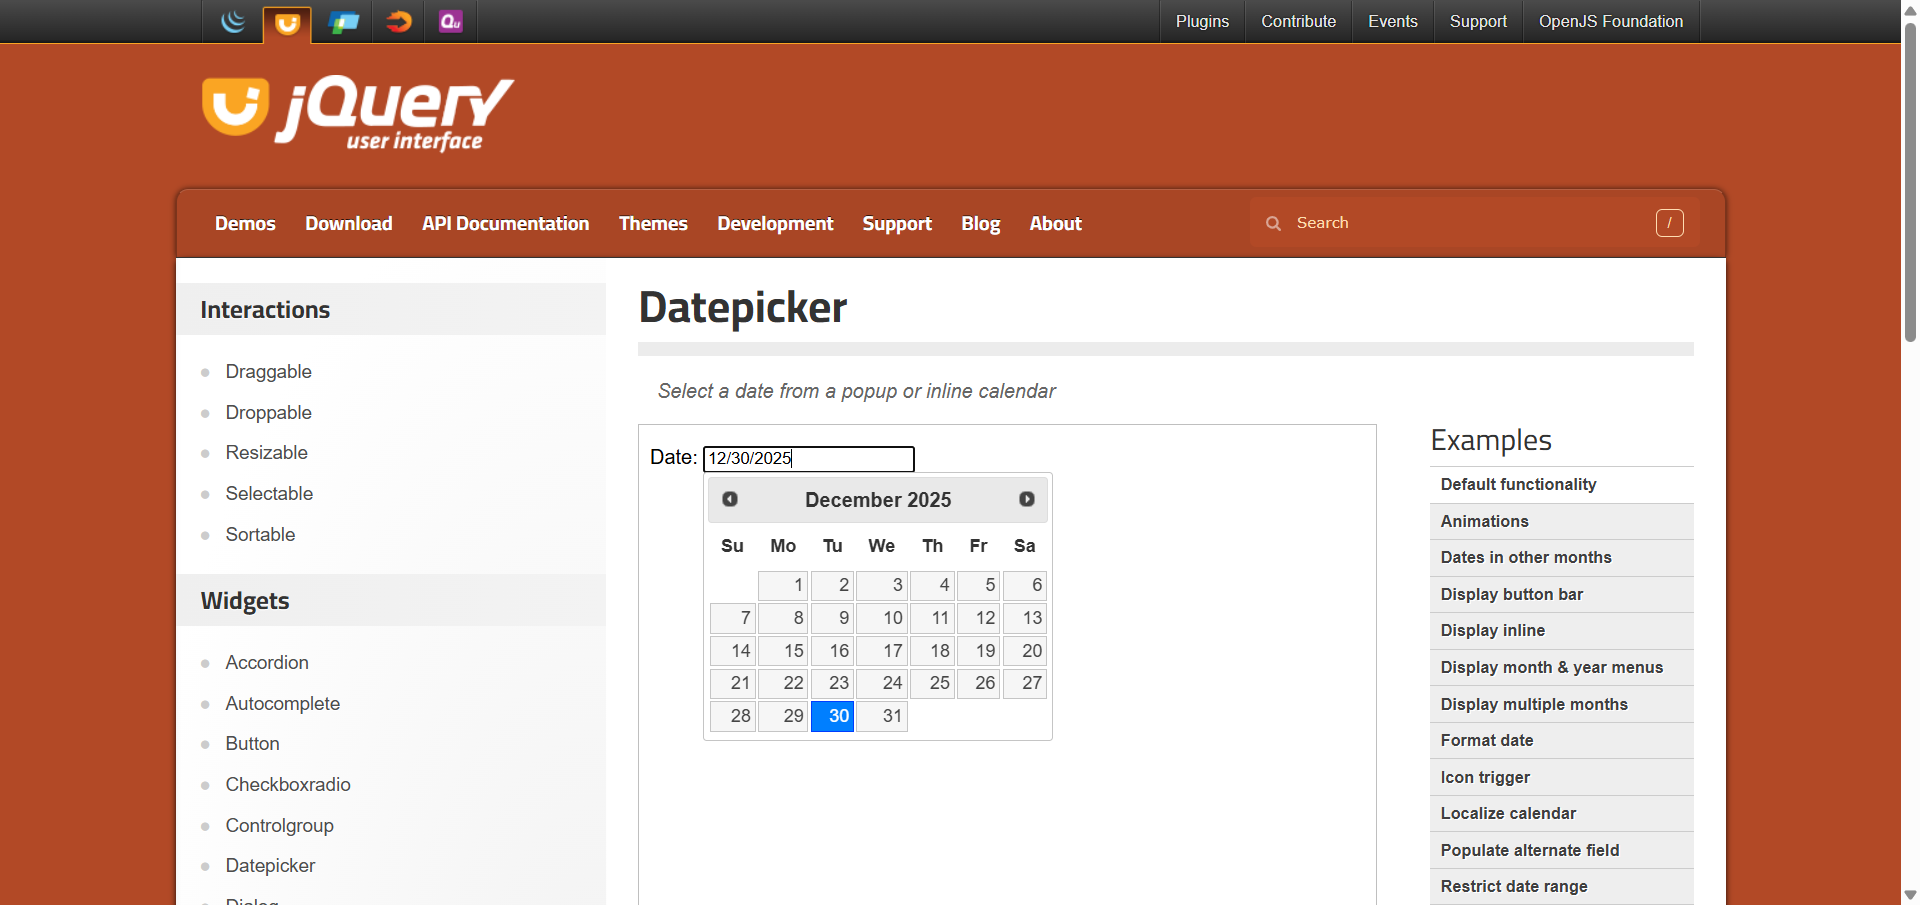 Qu
Plugins
Contribute
Events
Support
OpenJS Foundation
jQuery
user interface
Demos
Download
API Documentation
Themes
Development
Support
Blog
About
Search
/
Interactions
Draggable
Droppable
Resizable
Selectable
Sortable
Widgets
Accordion
Autocomplete
Button
Checkboxradio
Controlgroup
Datepicker
Dialog
Datepicker
Select a date from a popup or inline calendar
Date: 12/30/2025
December 2025
Su Mo Tu We Th Fr Sa
1 2 3 4 5 6
7 8 9 10 11 12 13
14 15 16 17 18 19 20
21 22 23 24 25 26 27
28 29 30 31
Examples
Default functionality
Animations
Dates in other months
Display button bar
Display inline
Display month & year menus
Display multiple months
Format date
Icon trigger
Localize calendar
Populate alternate field
Restrict date range